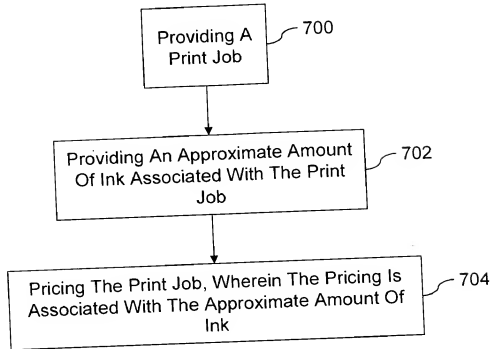 Providing A
Print Job
700
Providing An Approximate Amount
Of Ink Associated With The Print
Job
702
Pricing The Print Job, Wherein The Pricing Is
Associated With The Approximate Amount Of
Ink
704